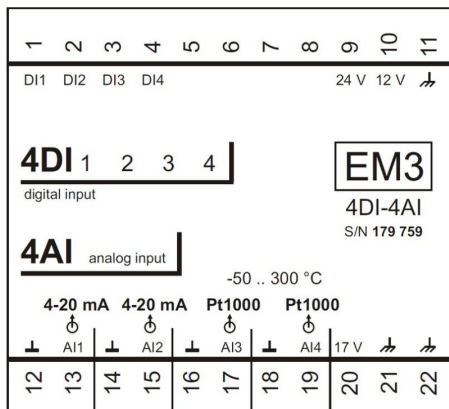 1 2 3 4 5 6 7 8 9 10 11
DI1 DI2 DI3 DI4 24 V 12 V
4DI 1 2 3 4
digital input
EM3
4DI-4AI
S/N 179 759
4AI analog input
-50 .. 300 °C
4-20 mA 4-20 mA Pt1000 Pt1000
AI1 AI2 AI3 AI4 17 V
12 13 14 15 16 17 18 19 20 21 22